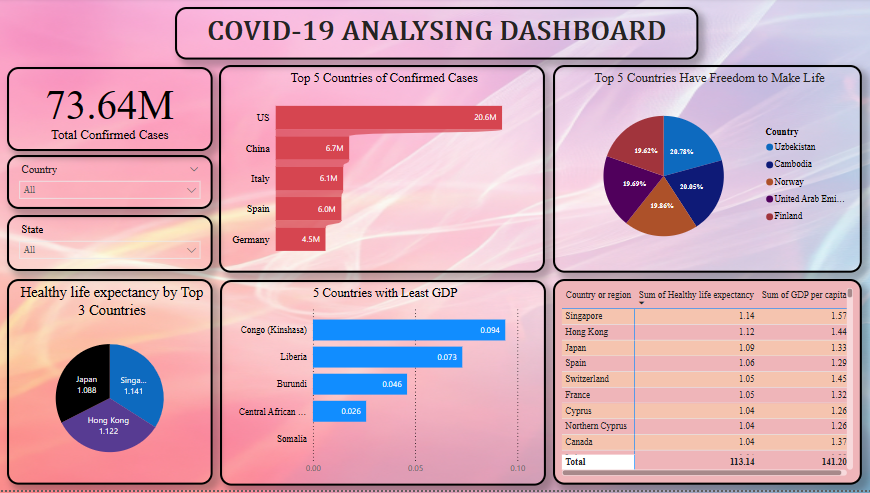 COVID-19 ANALYSING DASHBOARD
73.64M
Total Confirmed Cases
Country
All
State
All
Top 5 Countries of Confirmed Cases
US 20.6M
China 6.7M
Italy 6.1M
Spain 6.0M
Germany 4.5M
Top 5 Countries Have Freedom to Make Life
20.78%
20.05%
19.86%
19.69%
19.62%
Country
Uzbekistan
Cambodia
Norway
United Arab Emi...
Finland
Healthy life expectancy by Top
3 Countries
Japan
1.088
Singa...
1.141
Hong Kong
1.122
5 Countries with Least GDP
Congo (Kinshasa) 0.094
Liberia 0.073
Burundi 0.046
Central African ... 0.026
Somalia
0.00 0.05 0.10
Country or region Sum of Healthy life expectancy Sum of GDP per capita
Singapore 1.14 1.57
Hong Kong 1.12 1.44
Japan 1.09 1.33
Spain 1.06 1.29
Switzerland 1.05 1.45
France 1.05 1.32
Cyprus 1.04 1.26
Northern Cyprus 1.04 1.26
Canada 1.04 1.37
Total 113.14 141.20